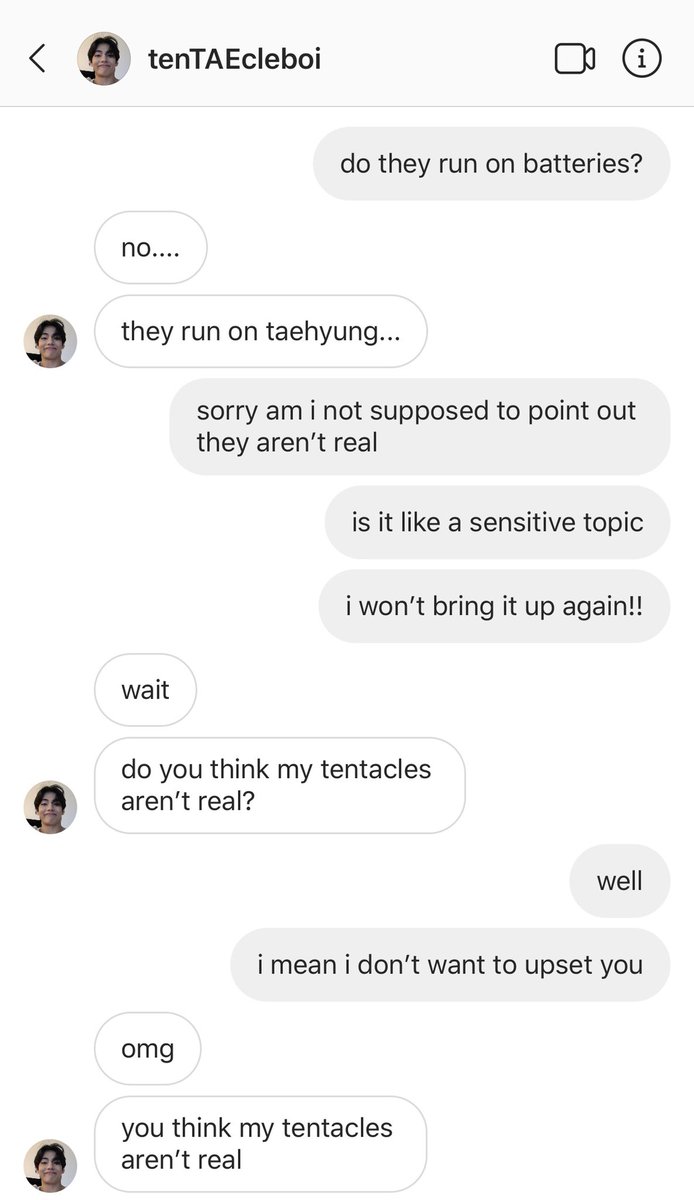 tenTAEcleboi
do they run on batteries?
no....
they run on taehyung...
sorry am i not supposed to point out
they aren’t real
is it like a sensitive topic
i won’t bring it up again!!
wait
do you think my tentacles
aren’t real?
well
i mean i don’t want to upset you
omg
you think my tentacles
aren’t real